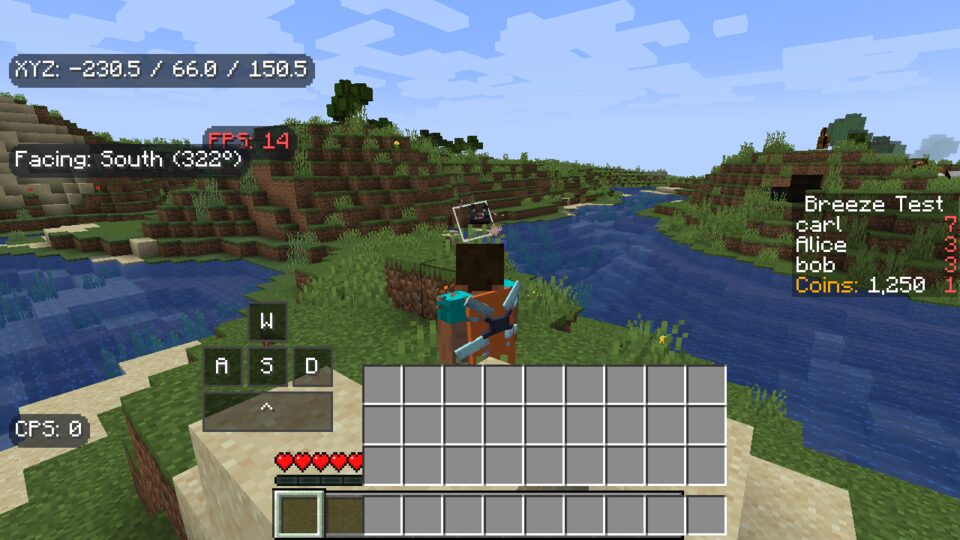 XYZ: -230.5 / 66.0 / 150.5
FPS: 14
Facing: South (322°)
Breeze Test
carl 7
Alice 3
bob 3
Coins: 1,250 1
W
A S D
^
CPS: 0